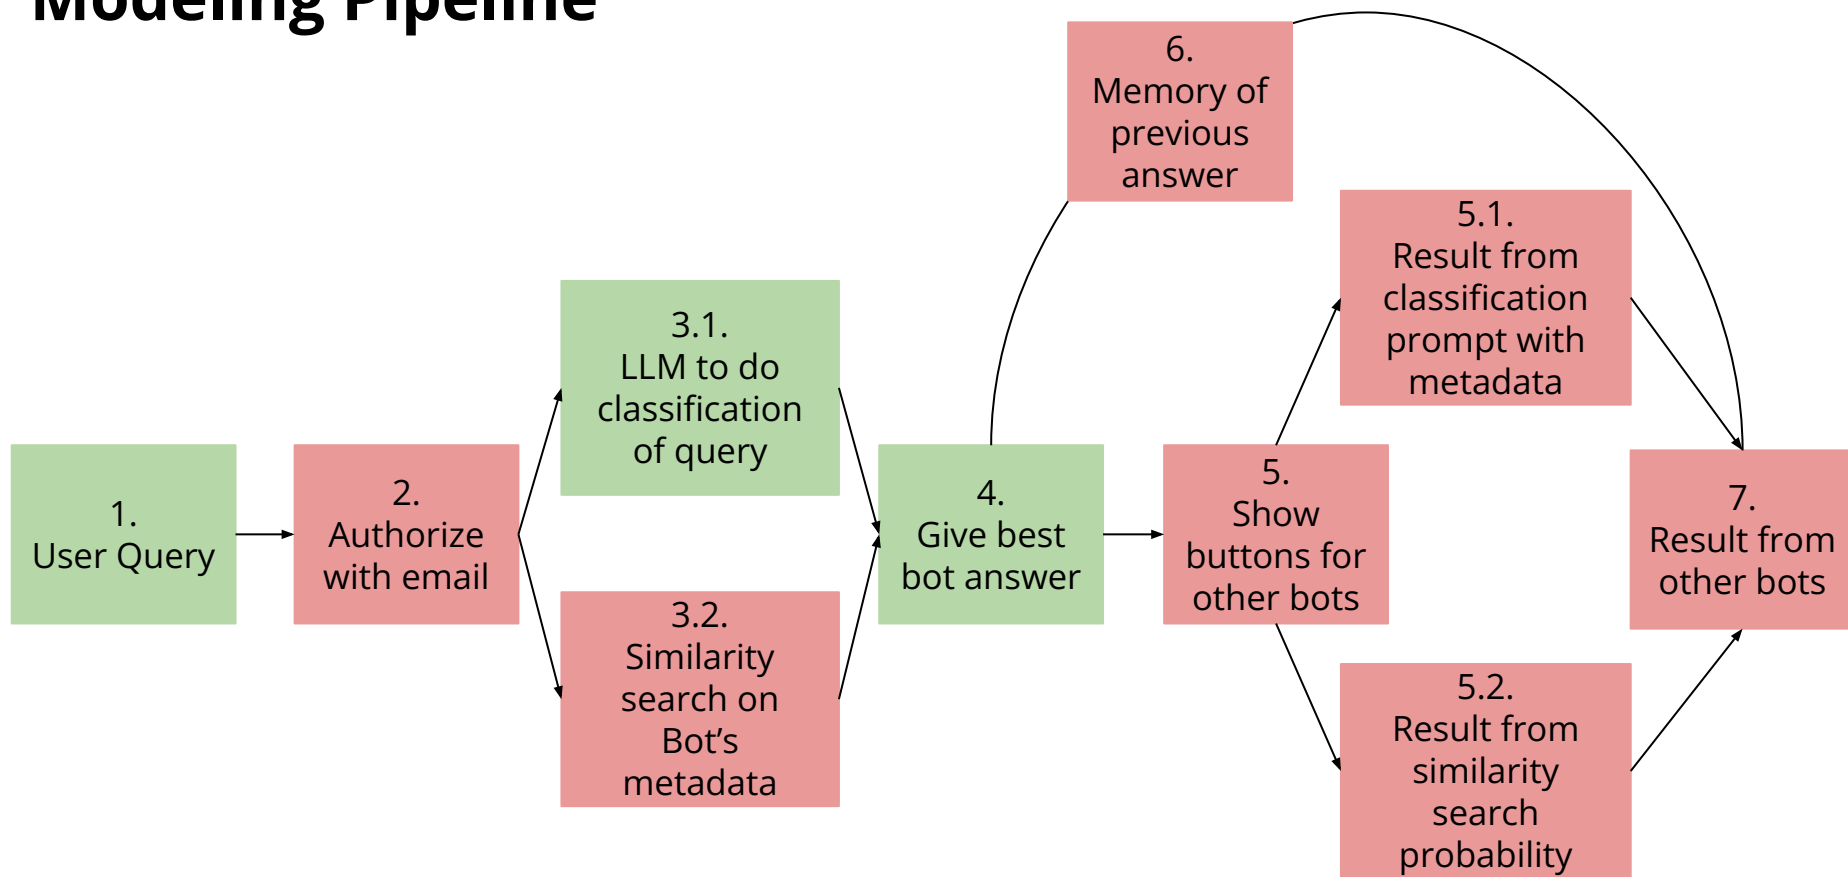 Modeling Pipeline
1.
User Query
2.
Authorize
with email
3.1.
LLM to do
classification
of query
3.2.
Similarity
search on
Bot’s
metadata
4.
Give best
bot answer
5.
Show
buttons for
other bots
6.
Memory of
previous
answer
5.1.
Result from
classification
prompt with
metadata
5.2.
Result from
similarity
search
probability
7.
Result from
other bots